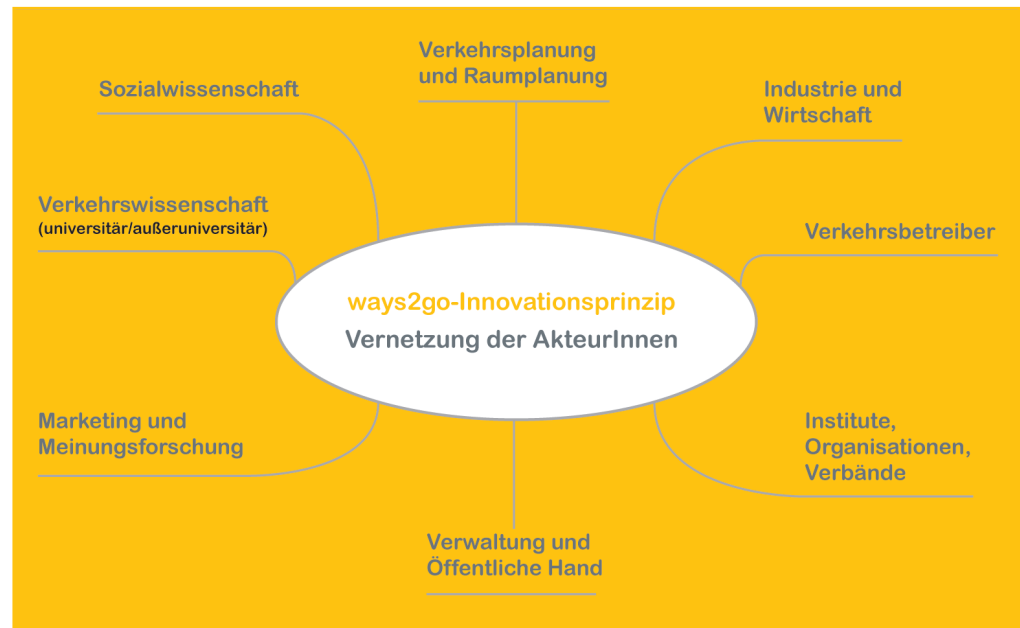 Verkehrsplanung
und Raumplanung
Sozialwissenschaft
Industrie und
Wirtschaft
Verkehrswissenschaft
(universitär/außeruniversitär)
Verkehrsbetreiber
ways2go-Innovationsprinzip
Vernetzung der AkteurInnen
Marketing und
Meinungsforschung
Institute,
Organisationen,
Verbände
Verwaltung und
Öffentliche Hand